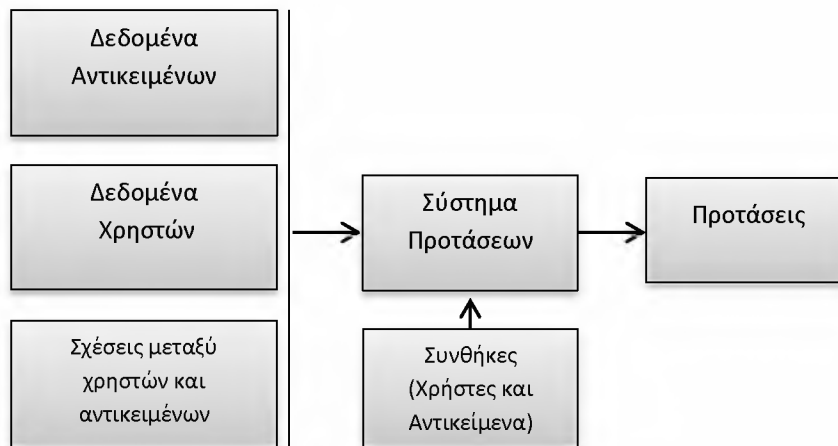 Δεδομένα
Αντικειμένων
Δεδομένα
Χρηστών
Σχέσεις μεταξύ
χρηστών και
αντικειμένων
Σύστημα
Προτάσεων
Συνθήκες
(Χρήστες και
Αντικείμενα)
Προτάσεις